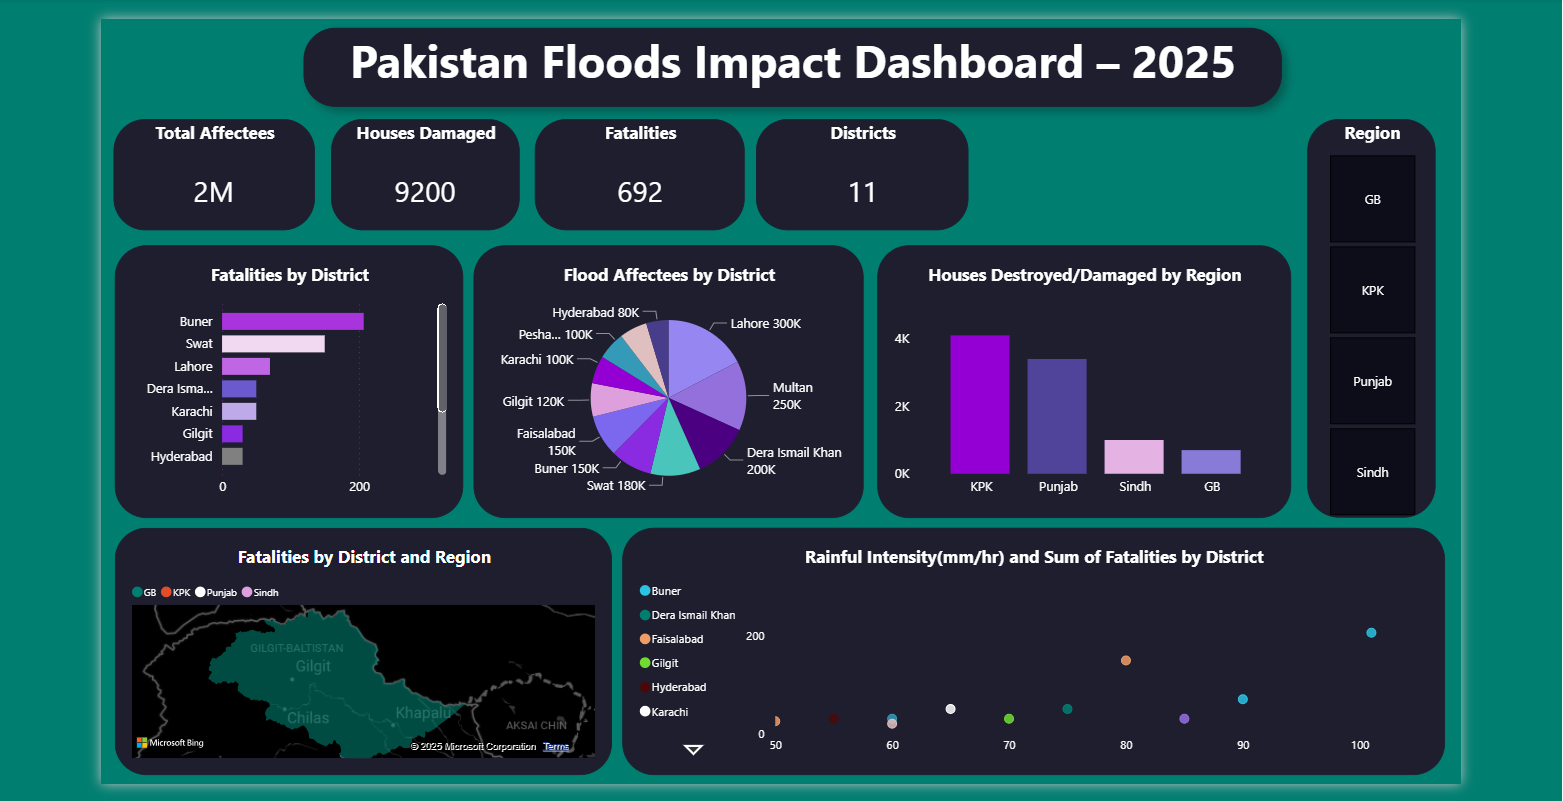 Pakistan Floods Impact Dashboard – 2025
Total Affectees
2M
Houses Damaged
9200
Fatalities
692
Districts
11
Region
GB
KPK
Punjab
Sindh
Fatalities by District
Buner
Swat
Lahore
Dera Isma...
Karachi
Gilgit
Hyderabad
0
200
Flood Affectees by District
Hyderabad 80K
Lahore 300K
Pesha... 100K
Karachi 100K
Multan
250K
Gilgit 120K
Faisalabad
150K
Dera Ismail Khan
200K
Buner 150K
Swat 180K
Houses Destroyed/Damaged by Region
4K
2K
0K
KPK
Punjab
Sindh
GB
Fatalities by District and Region
GB
KPK
Punjab
Sindh
GILGIT-BALTISTAN
Gilgit
Chilas
Khapalu
AKSAI CHIN
Microsoft Bing
© 2025 Microsoft Corporation Terms
Rainful Intensity(mm/hr) and Sum of Fatalities by District
Buner
Dera Ismail Khan
Faisalabad
Gilgit
Hyderabad
Karachi
200
0
50
60
70
80
90
100